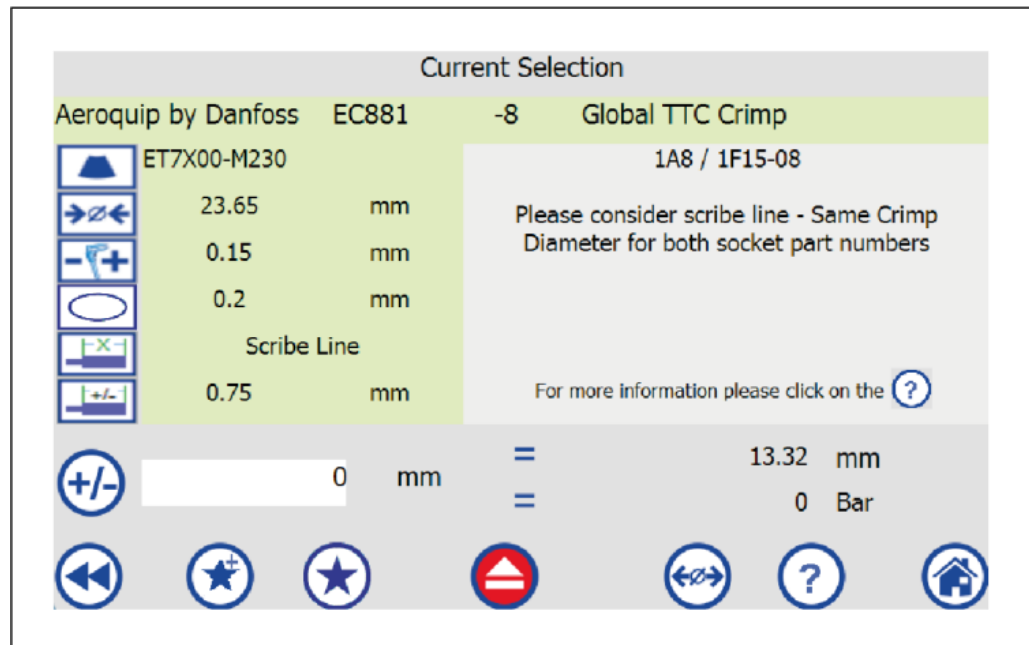 Current Selection
Aeroquip by Danfoss EC881 -8 Global TTC Crimp
ET7X00-M230
23.65 mm
0.15 mm
0.2 mm
X
Scribe Line
+/-
0.75 mm
1A8 / 1F15-08
Please consider scribe line - Same Crimp
Diameter for both socket part numbers
For more information please click on the ?
+/- 0 mm = 13.32 mm
= 0 Bar
?